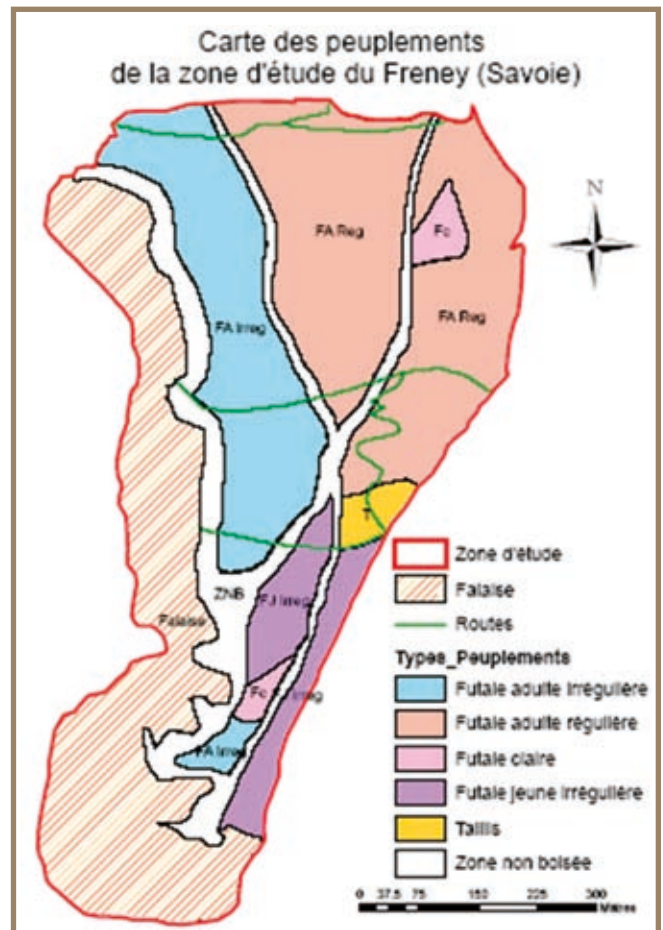 Carte des peuplements
de la zone d'étude du Freney (Savoie)
N
FA Reg
Fc
FA Irreg
FA Reg
T
ZNB
FJ Irreg
Falaise
Fc
Irreg
FA Irreg
Zone d'étude
Falaise
Routes
Types_Peuplements
Futaie adulte irrégulière
Futaie adulte régulière
Futaie claire
Futaie jeune irrégulière
Taillis
Zone non boisée
0 37.5 75 150 225 300
Mètres